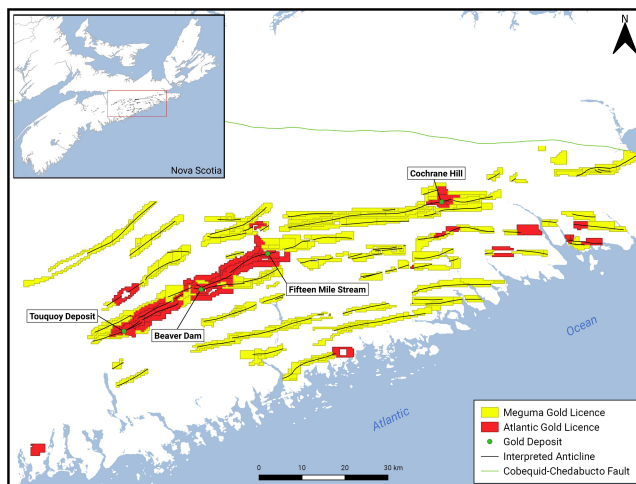 Nova Scotia
N
Cochrane Hill
Fifteen Mile Stream
Touquoy Deposit
Beaver Dam
Ocean
Atlantic
Meguma Gold Licence
Atlantic Gold Licence
Gold Deposit
Interpreted Anticline
Cobequid-Chedabucto Fault
0 10 20 30 km